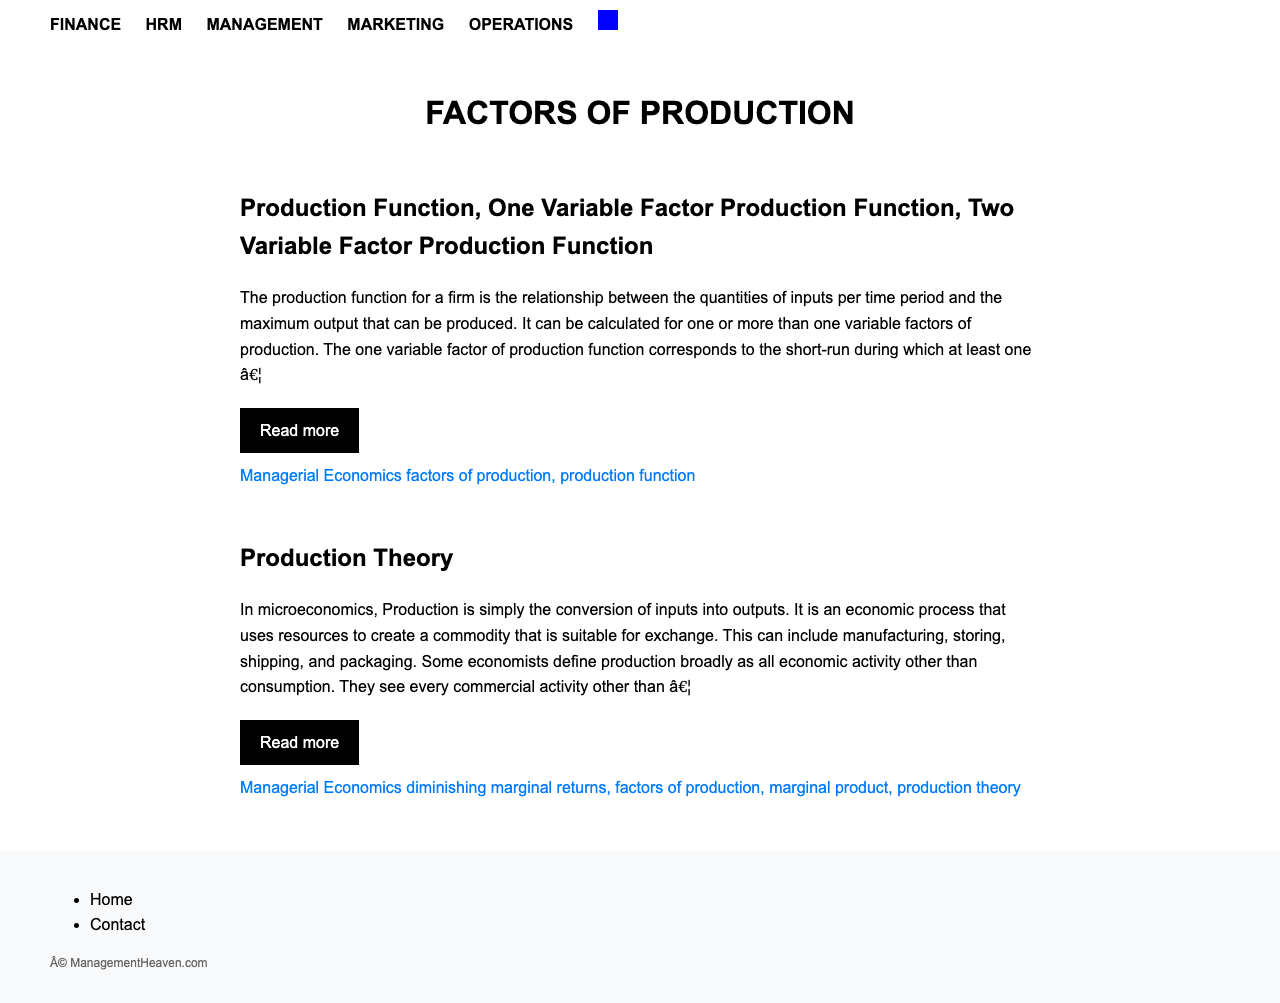 FINANCE HRM MANAGEMENT MARKETING OPERATIONS
FACTORS OF PRODUCTION
Production Function, One Variable Factor Production Function, Two
Variable Factor Production Function
The production function for a firm is the relationship between the quantities of inputs per time period and the
maximum output that can be produced. It can be calculated for one or more than one variable factors of
production. The one variable factor of production function corresponds to the short-run during which at least one
â€¦
Read more
Managerial Economics factors of production, production function
Production Theory
In microeconomics, Production is simply the conversion of inputs into outputs. It is an economic process that
uses resources to create a commodity that is suitable for exchange. This can include manufacturing, storing,
shipping, and packaging. Some economists define production broadly as all economic activity other than
consumption. They see every commercial activity other than â€¦
Read more
Managerial Economics diminishing marginal returns, factors of production, marginal product, production theory
Home
Contact
Â© ManagementHeaven.com